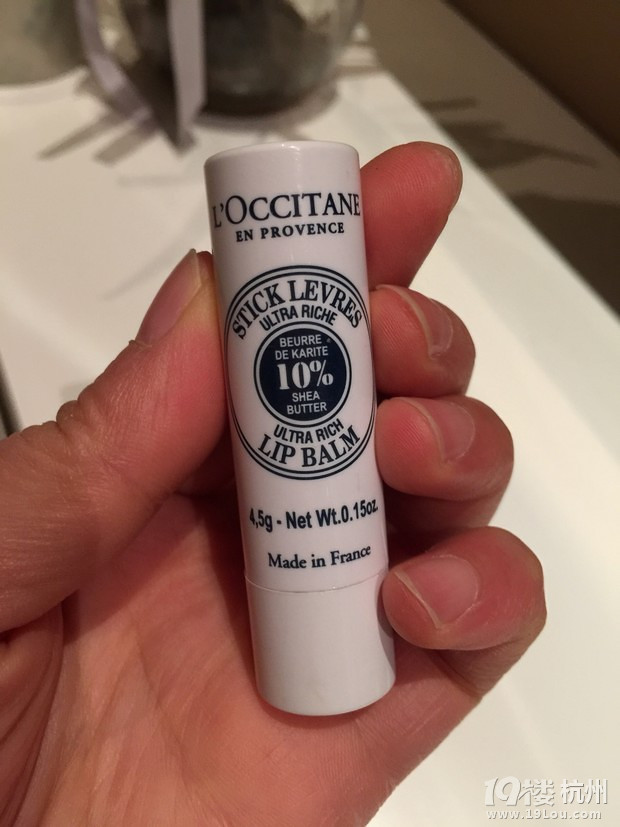 L'OCCITANE
EN PROVENCE
STICK LEVRES
ULTRA RICHE
BEURRE
DE KARITE
10%
SHEA
BUTTER
ULTRA RICH
LIP BALM
4,5g - Net Wt.0.15oz.
Made in France
19楼 杭州
www.19lou.com